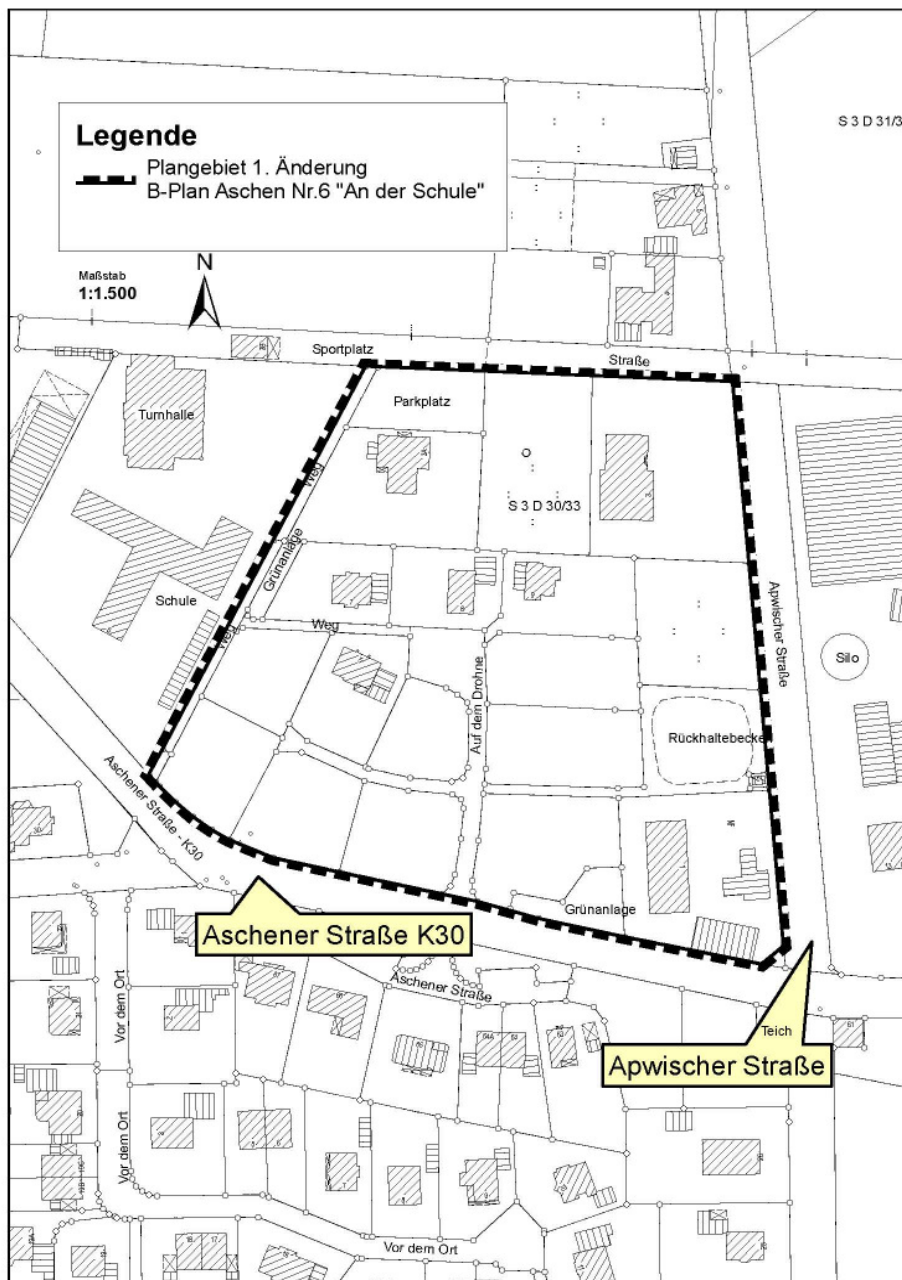 S 3 D 31/3
Legende
Plangebiet 1. Änderung
B-Plan Aschen Nr.6 "An der Schule"
N
Maßstab
1:1.500
Sportplatz
Straße
Turnhalle
Parkplatz
Weg
S 3 D 30/33
Grünanlage
Schule
Weg
Weg
Apwischer Straße
Silo
Auf dem Drohne
Rückhaltebecke
Aschener Straße - K30
Grünanlage
Aschener Straße K30
Aschener Straße
Vor dem Ort
Teich
Apwischer Straße
Vor dem Ort
Vor dem Ort